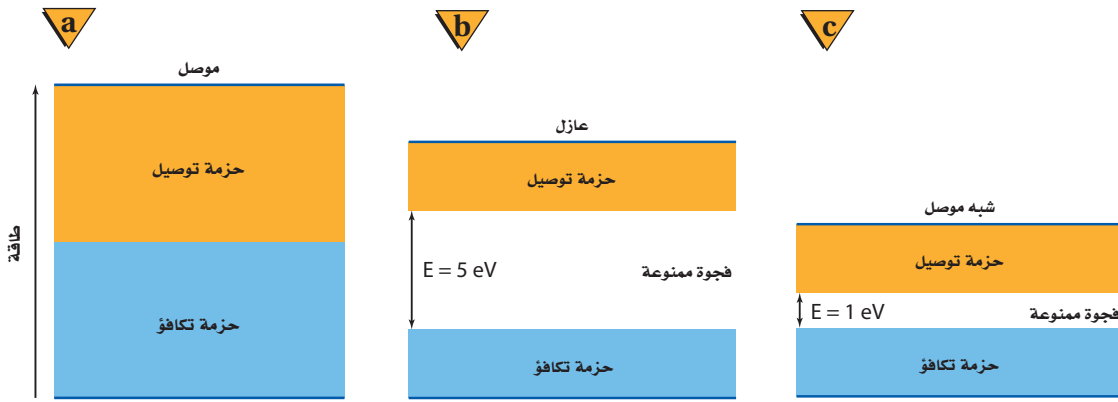 a
موصل
حزمة توصيل
حزمة تكافؤ
طاقة
b
عازل
حزمة توصيل
E = 5 eV
فجوة ممنوعة
حزمة تكافؤ
c
شبه موصل
حزمة توصيل
E = 1 eV
فجوة ممنوعة
حزمة تكافؤ